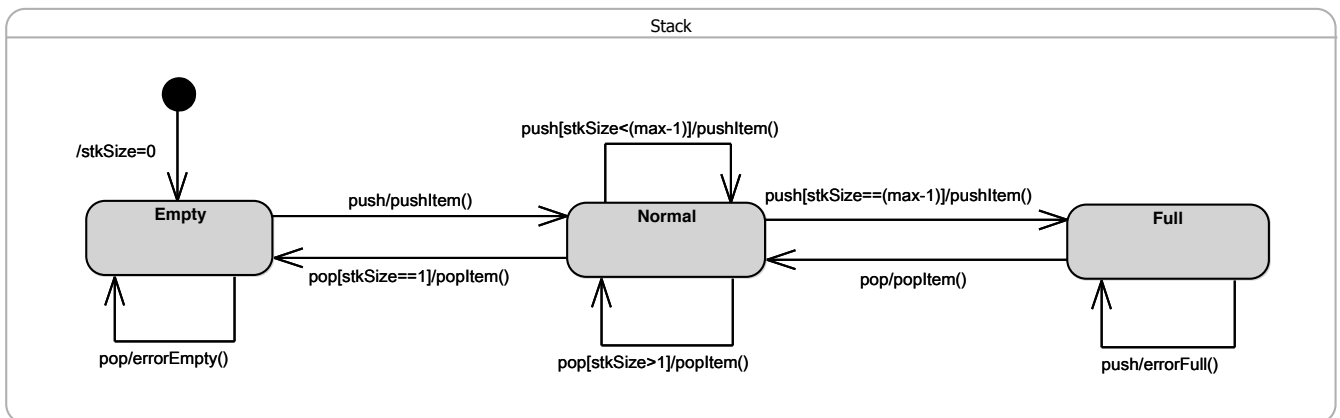 Stack
push[stkSize<(max-1)]/pushItem()
/stkSize=0
push/pushItem()
push[stkSize==(max-1)]/pushItem()
Empty
Normal
Full
pop[stkSize==1]/popItem()
pop/popItem()
pop/errorEmpty()
pop[stkSize>1]/popItem()
push/errorFull()